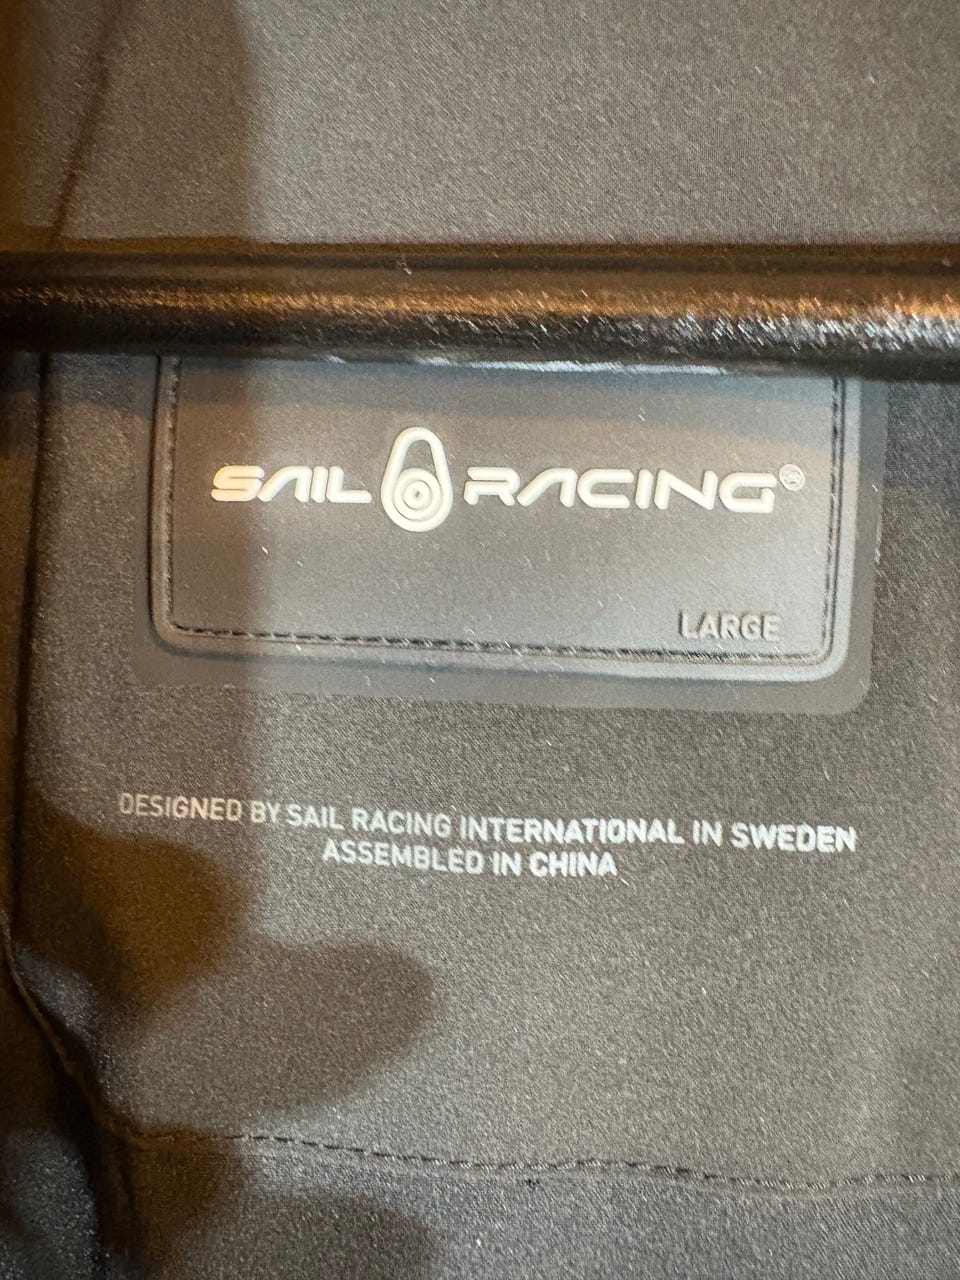 SAIL RACING®
LARGE
DESIGNED BY SAIL RACING INTERNATIONAL IN SWEDEN
ASSEMBLED IN CHINA